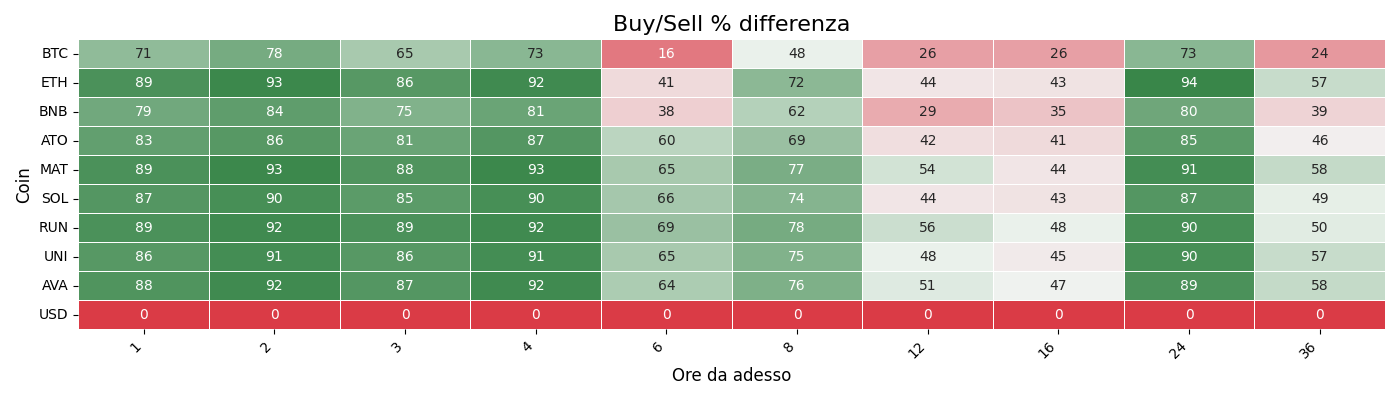 Buy/Sell % differenza
BTC 71 78 65 73 16 48 26 26 73 24
ETH 89 93 86 92 41 72 44 43 94 57
BNB 79 84 75 81 38 62 29 35 80 39
ATO 83 86 81 87 60 69 42 41 85 46
MAT 89 93 88 93 65 77 54 44 91 58
SOL 87 90 85 90 66 74 44 43 87 49
RUN 89 92 89 92 69 78 56 48 90 50
UNI 86 91 86 91 65 75 48 45 90 57
AVA 88 92 87 92 64 76 51 47 89 58
USD 0 0 0 0 0 0 0 0 0 0
Coin
1 2 3 4 6 8 12 16 24 36
Ore da adesso